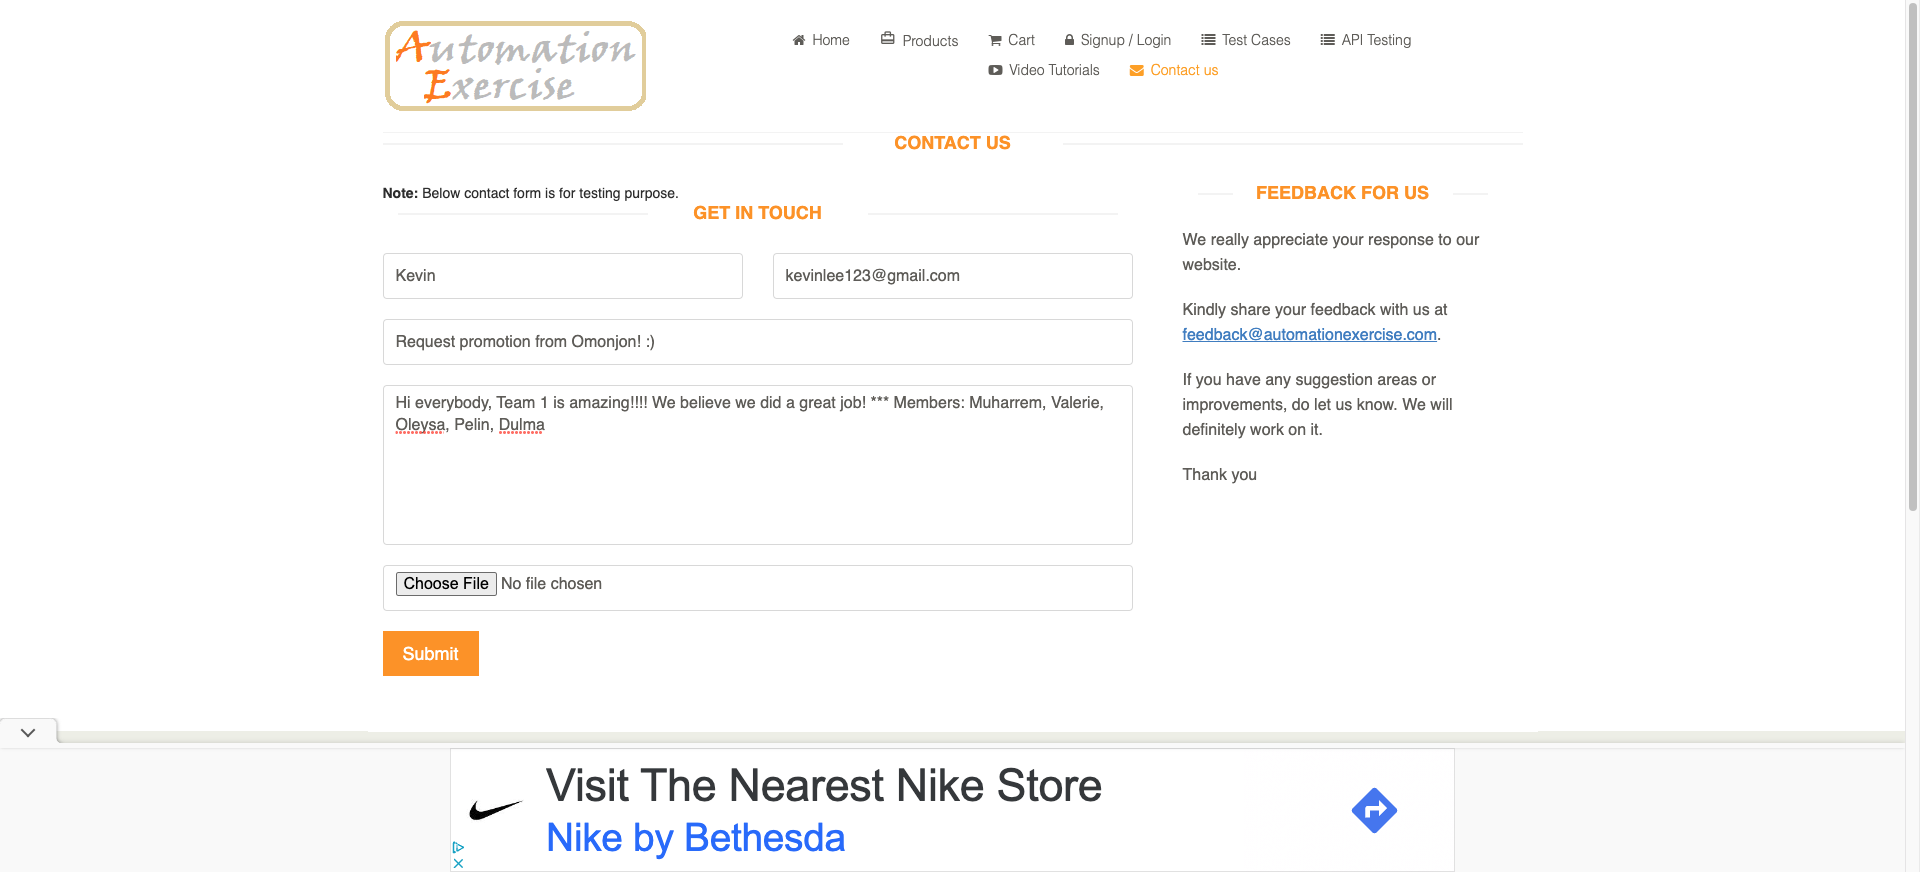 Automation
Exercise
Home
Products
Cart
Signup / Login
Test Cases
API Testing
Video Tutorials
Contact us
CONTACT US
Note: Below contact form is for testing purpose.
GET IN TOUCH
Kevin
kevinlee123@gmail.com
Request promotion from Omonjon! :)
Hi everybody, Team 1 is amazing!!!! We believe we did a great job! *** Members: Muharrem, Valerie,
Oleysa, Pelin, Dulma
Choose File No file chosen
Submit
FEEDBACK FOR US
We really appreciate your response to our
website.
Kindly share your feedback with us at
feedback@automationexercise.com.
If you have any suggestion areas or
improvements, do let us know. We will
definitely work on it.
Thank you
Visit The Nearest Nike Store
Nike by Bethesda